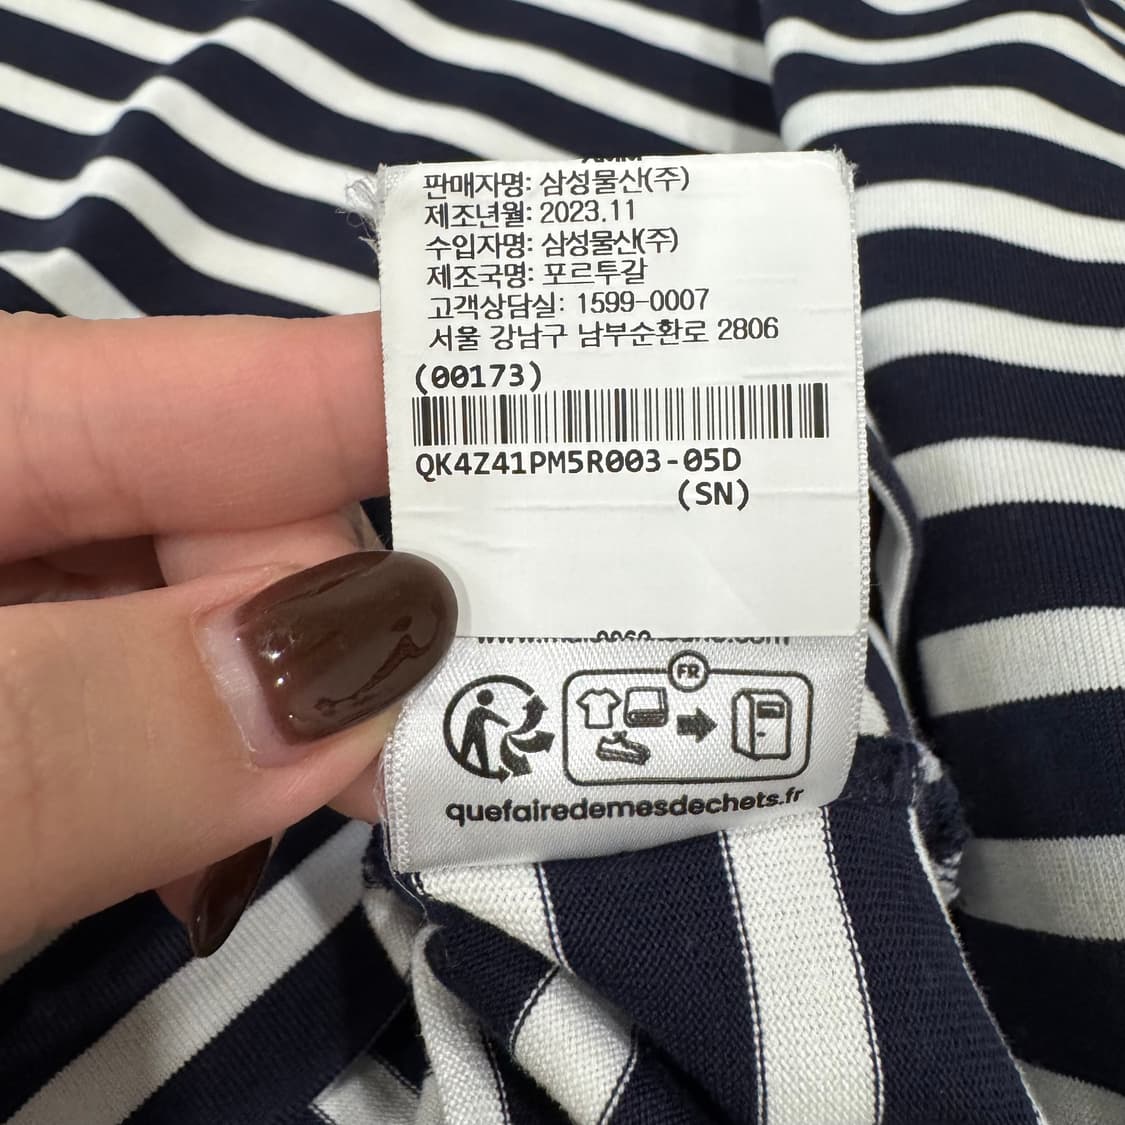 판매자명: 삼성물산(주)
제조년월: 2023.11
수입자명: 삼성물산(주)
제조국명: 포르투갈
고객상담실: 1599-0007
서울 강남구 남부순환로 2806
(00173)
QK4Z41PM5R003-05D
(SN)
FR
quefairedemesdechets.fr